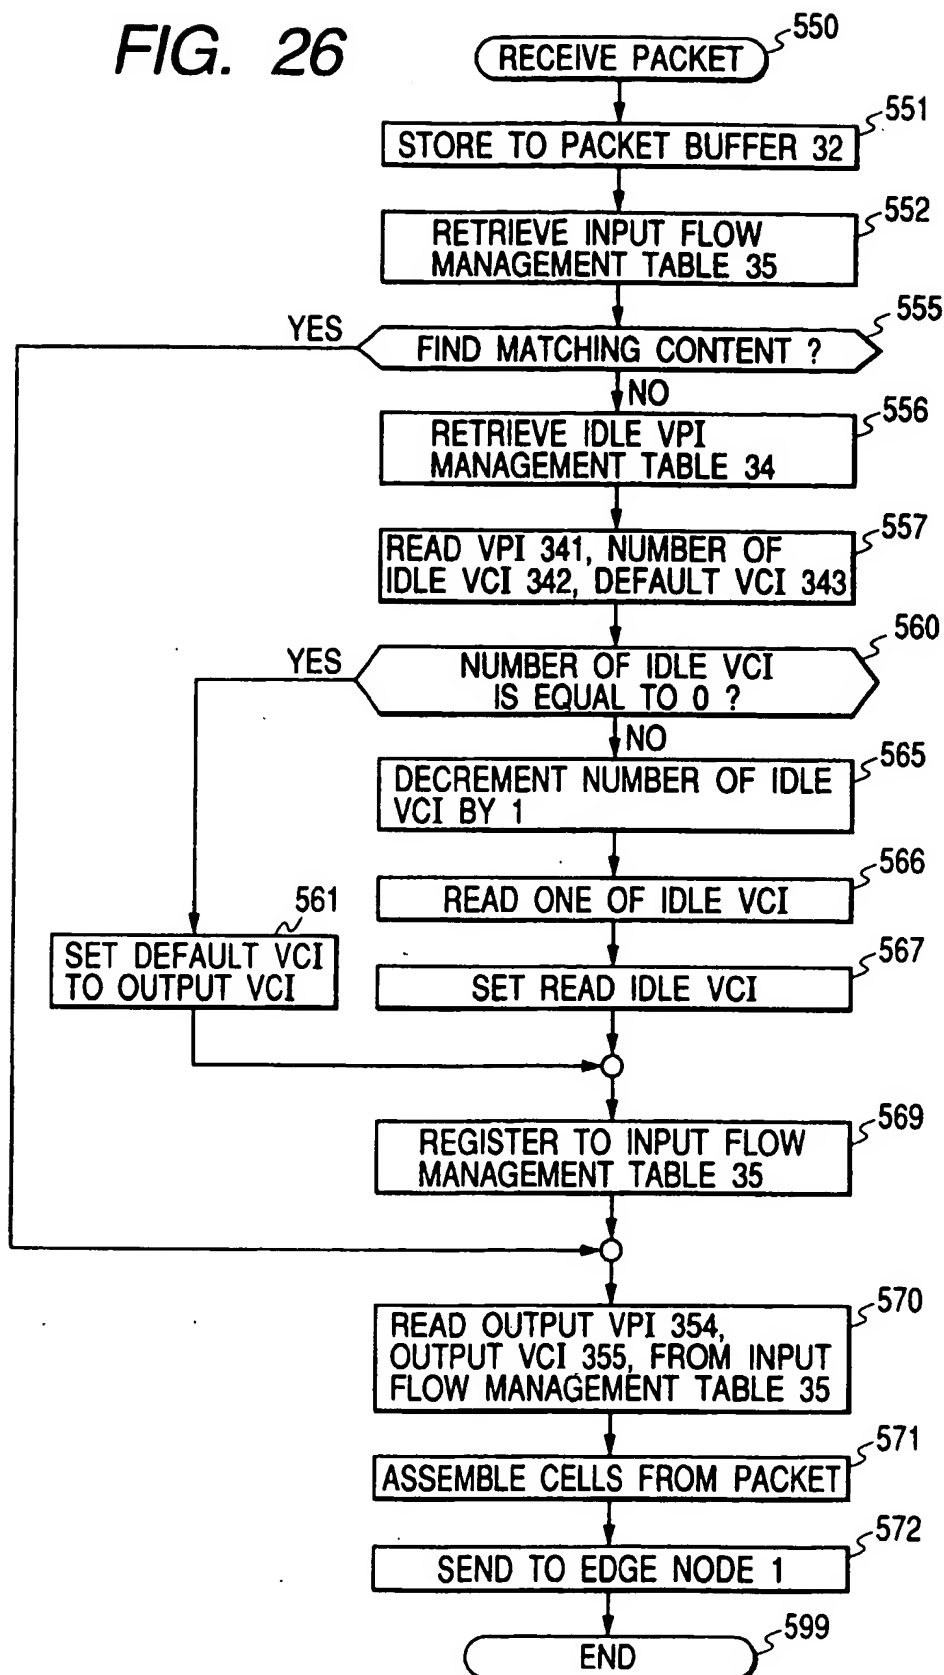 FIG. 26
RECEIVE PACKET
550
STORE TO PACKET BUFFER 32
551
RETRIEVE INPUT FLOW
MANAGEMENT TABLE 35
552
YES
FIND MATCHING CONTENT ?
555
NO
RETRIEVE IDLE VPI
MANAGEMENT TABLE 34
556
READ VPI 341, NUMBER OF
IDLE VCI 342, DEFAULT VCI 343
557
YES
NUMBER OF IDLE VCI
IS EQUAL TO 0 ?
560
NO
DECREMENT NUMBER OF IDLE
VCI BY 1
565
READ ONE OF IDLE VCI
566
SET DEFAULT VCI
TO OUTPUT VCI
561
SET READ IDLE VCI
567
REGISTER TO INPUT FLOW
MANAGEMENT TABLE 35
569
READ OUTPUT VPI 354,
OUTPUT VCI 355, FROM INPUT
FLOW MANAGEMENT TABLE 35
570
ASSEMBLE CELLS FROM PACKET
571
SEND TO EDGE NODE 1
572
END
599